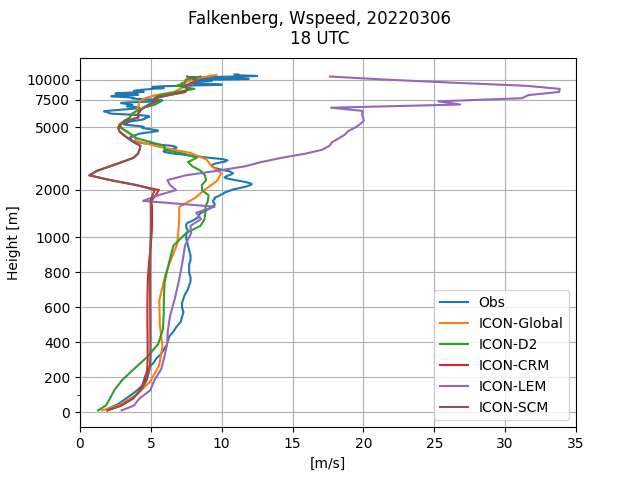 Falkenberg, Wspeed, 20220306
18 UTC
10000
7500
5000
2000
1000
800
600
400
200
0
Height [m]
Obs
ICON-Global
ICON-D2
ICON-CRM
ICON-LEM
ICON-SCM
0 5 10 15 20 25 30 35
[m/s]